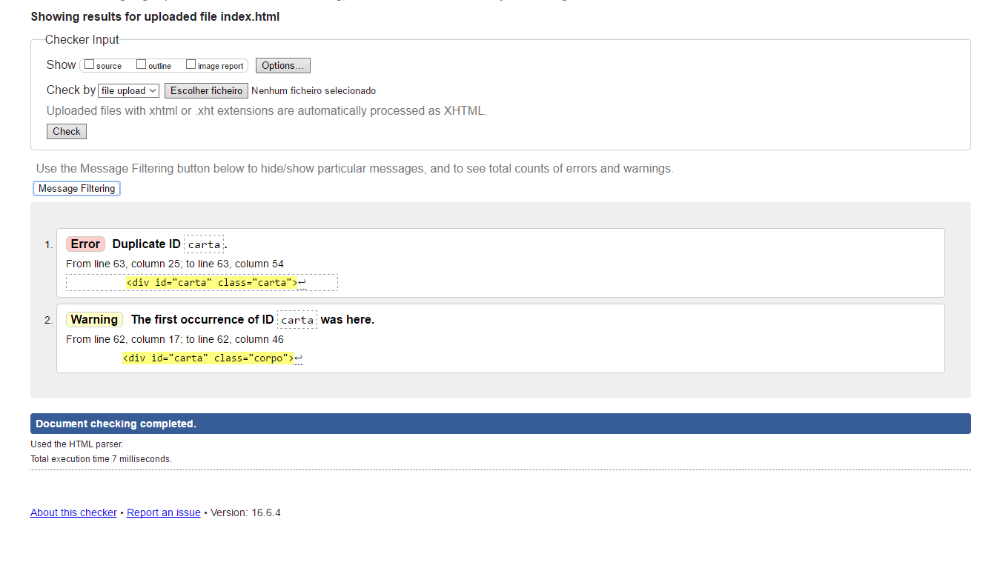 Showing results for uploaded file index.html
Checker Input
Show source outline image report Options...
Check by file upload Escolher ficheiro Nenhum ficheiro selecionado
Uploaded files with xhtml or .xht extensions are automatically processed as XHTML.
Check
Use the Message Filtering button below to hide/show particular messages, and to see total counts of errors and warnings.
Message Filtering
1. Error Duplicate ID carta.
From line 63, column 25; to line 63, column 54
<div id="carta" class="carta">↩
2. Warning The first occurrence of ID carta was here.
From line 62, column 17; to line 62, column 46
<div id="carta" class="corpo">↩
Document checking completed.
Used the HTML parser.
Total execution time 7 milliseconds.
About this checker • Report an issue • Version: 16.6.4